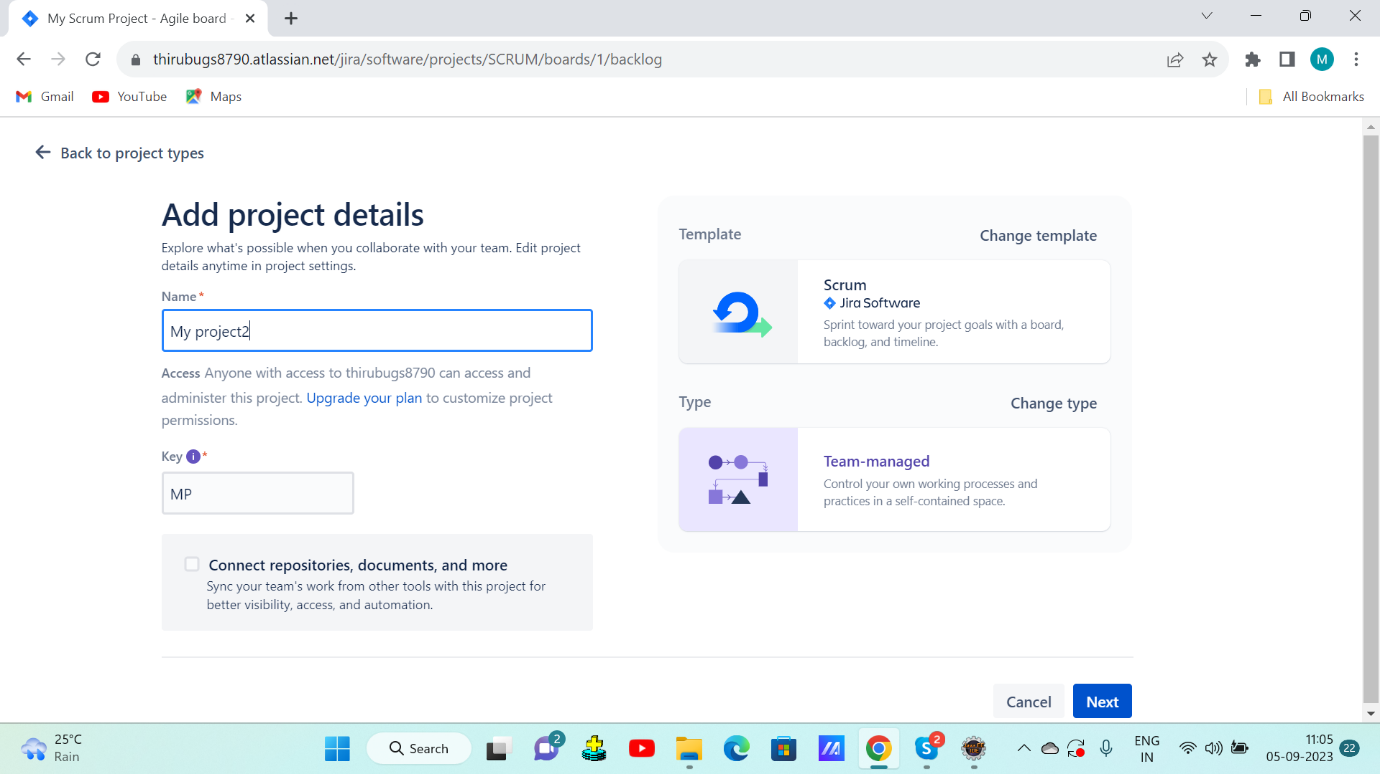 My Scrum Project - Agile board -
thirubugs8790.atlassian.net/jira/software/projects/SCRUM/boards/1/backlog
M
Gmail
YouTube
Maps
All Bookmarks
Back to project types
Add project details
Explore what's possible when you collaborate with your team. Edit project
details anytime in project settings.
Name*
My project2
Access Anyone with access to thirubugs8790 can access and
administer this project. Upgrade your plan to customize project
permissions.
Key i *
MP
Connect repositories, documents, and more
Sync your team's work from other tools with this project for
better visibility, access, and automation.
Template
Change template
Scrum
Jira Software
Sprint toward your project goals with a board,
backlog, and timeline.
Type
Change type
Team-managed
Control your own working processes and
practices in a self-contained space.
Cancel
Next
25°C
Rain
Search
2
S
2
ENG
IN
11:05
05-09-2023
22